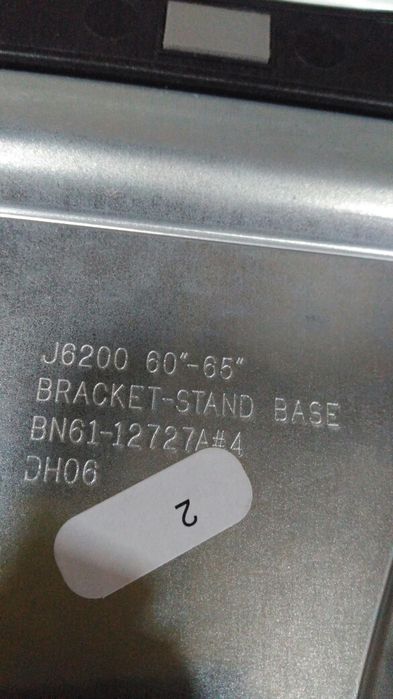 J6200 60"-65"
BRACKET-STAND BASE
BN61-12727A#4
DH06
2